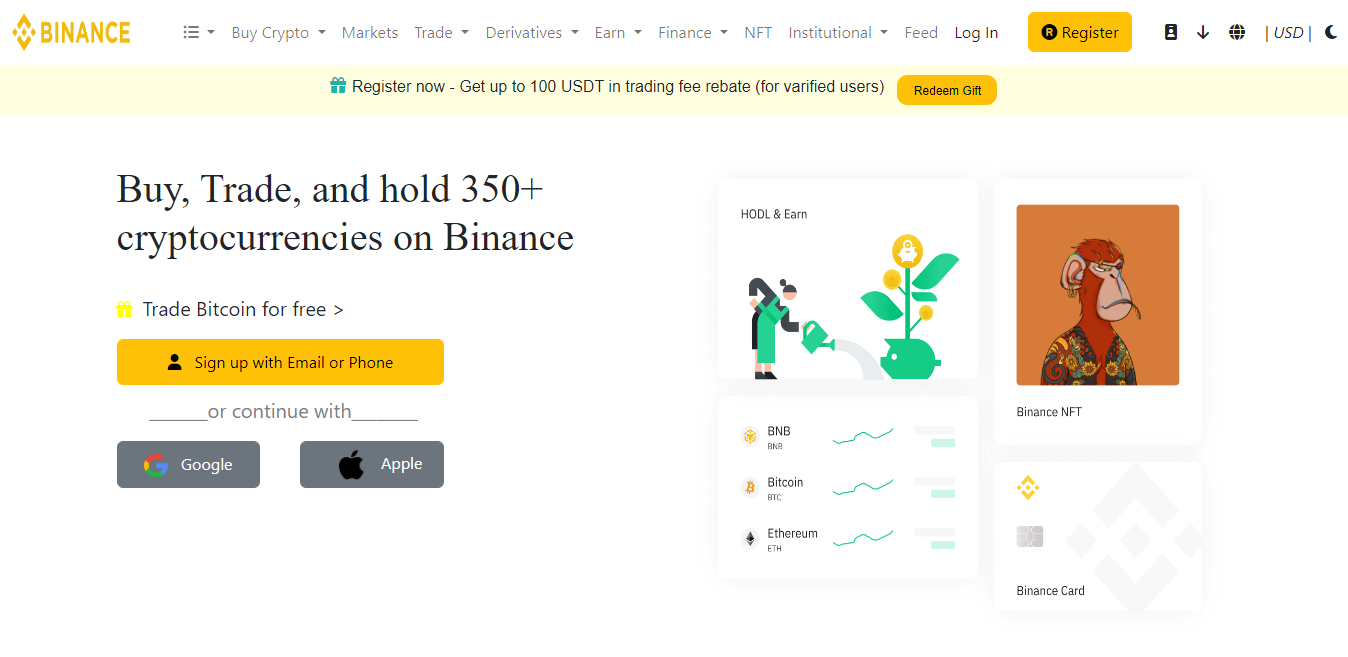 BINANCE Buy Crypto Markets Trade Derivatives Earn Finance NFT Institutional Feed Log In R Register | USD |
Register now - Get up to 100 USDT in trading fee rebate (for varified users) Redeem Gift
Buy, Trade, and hold 350+
cryptocurrencies on Binance
Trade Bitcoin for free >
Sign up with Email or Phone
______or continue with_______
Google Apple
HODL & Earn
BNB
BNB
Bitcoin
BTC
Ethereum
ETH
Binance NFT
Binance Card